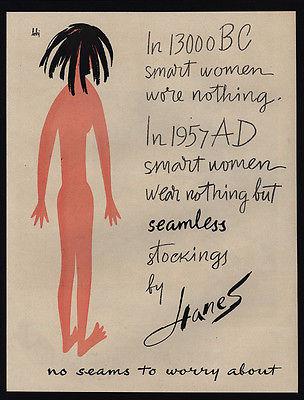 In 13000 BC
smart women
wore nothing.
In 1957 AD
smart women
wear nothing but
seamless
stockings
by
Hanes
no seams to worry about